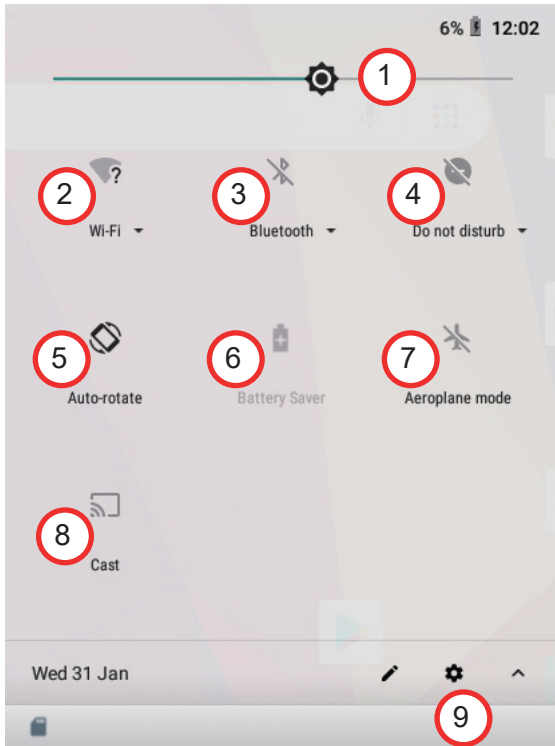 6% 12:02
1
?
2 3 4
Wi-Fi Bluetooth Do not disturb
5 6 7
Auto-rotate Battery Saver Aeroplane mode
8
Cast
Wed 31 Jan
9